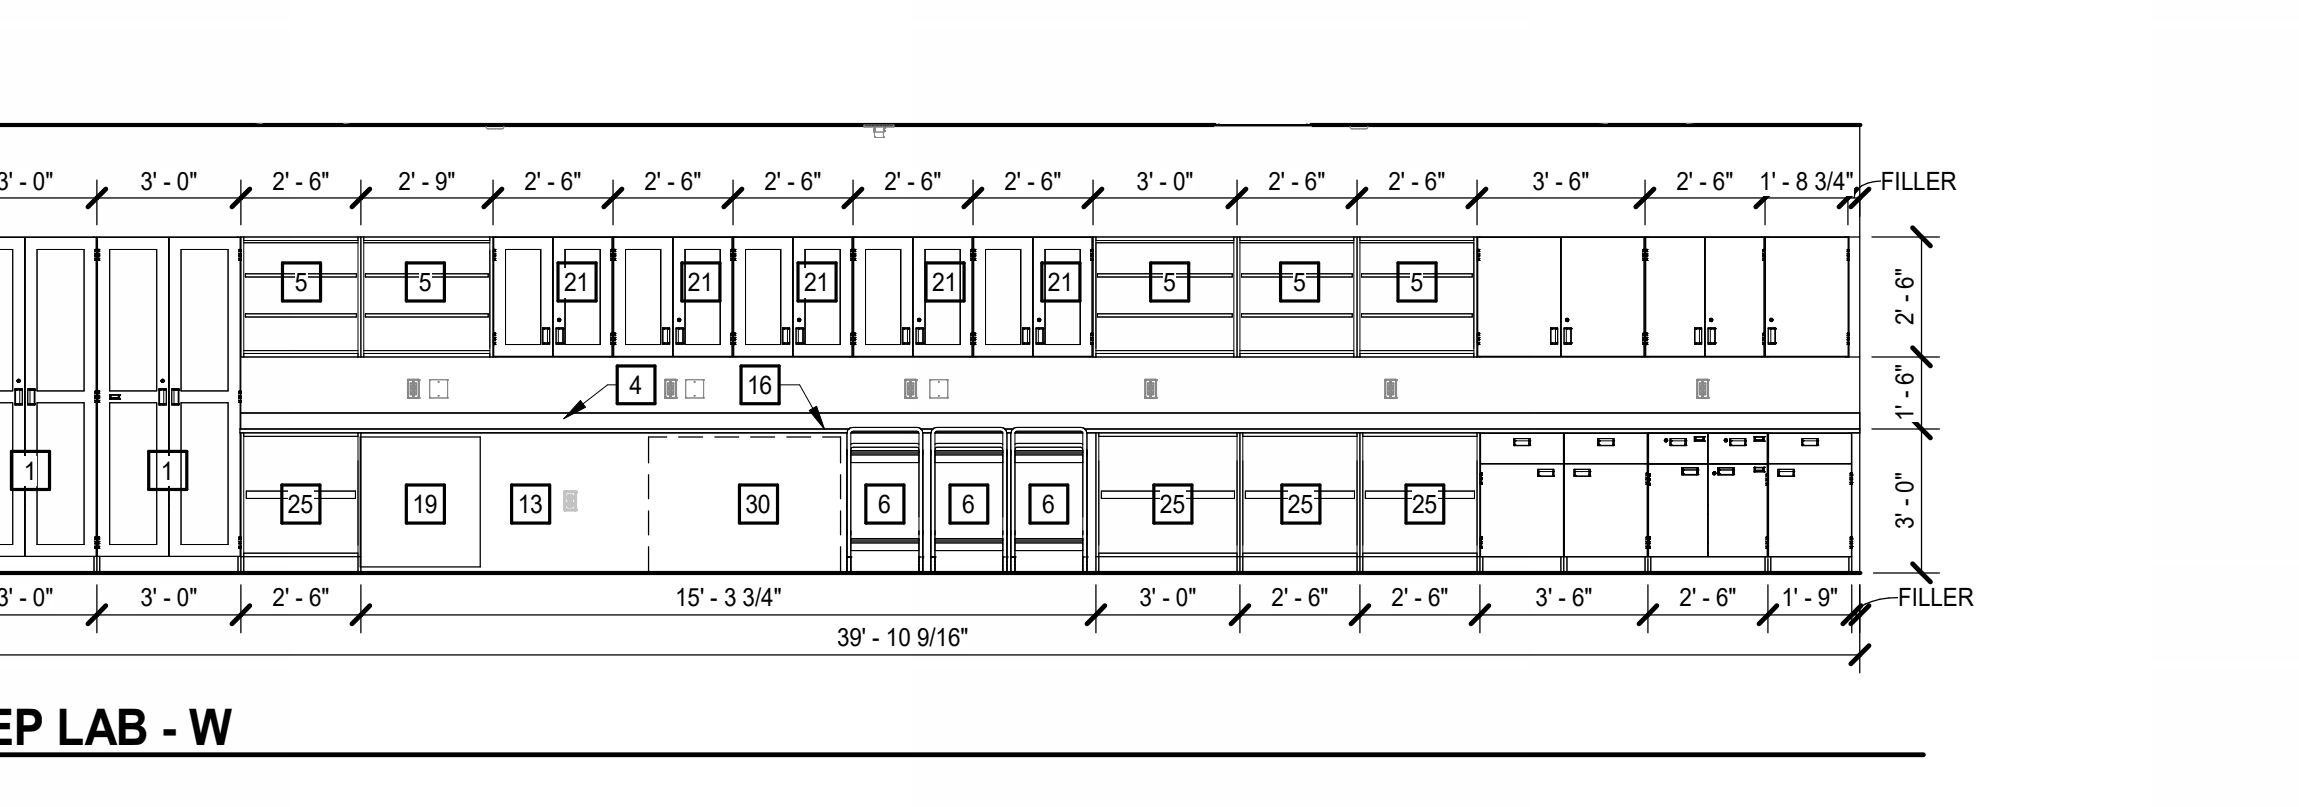 3' - 0" 3' - 0" 2' - 6" 2' - 9" 2' - 6" 2' - 6" 2' - 6" 2' - 6" 2' - 6" 3' - 0" 2' - 6" 2' - 6" 3' - 6" 2' - 6" 1' - 8 3/4" FILLER
5 5 21 21 21 21 21 5 5 5
2' - 6"
4 16
1' - 6"
1 1
25 19 13 30 6 6 6 25 25 25
3' - 0"
3' - 0" 3' - 0" 2' - 6" 15' - 3 3/4" 3' - 0" 2' - 6" 2' - 6" 3' - 6" 2' - 6" 1' - 9" FILLER
39' - 10 9/16"
EP LAB - W